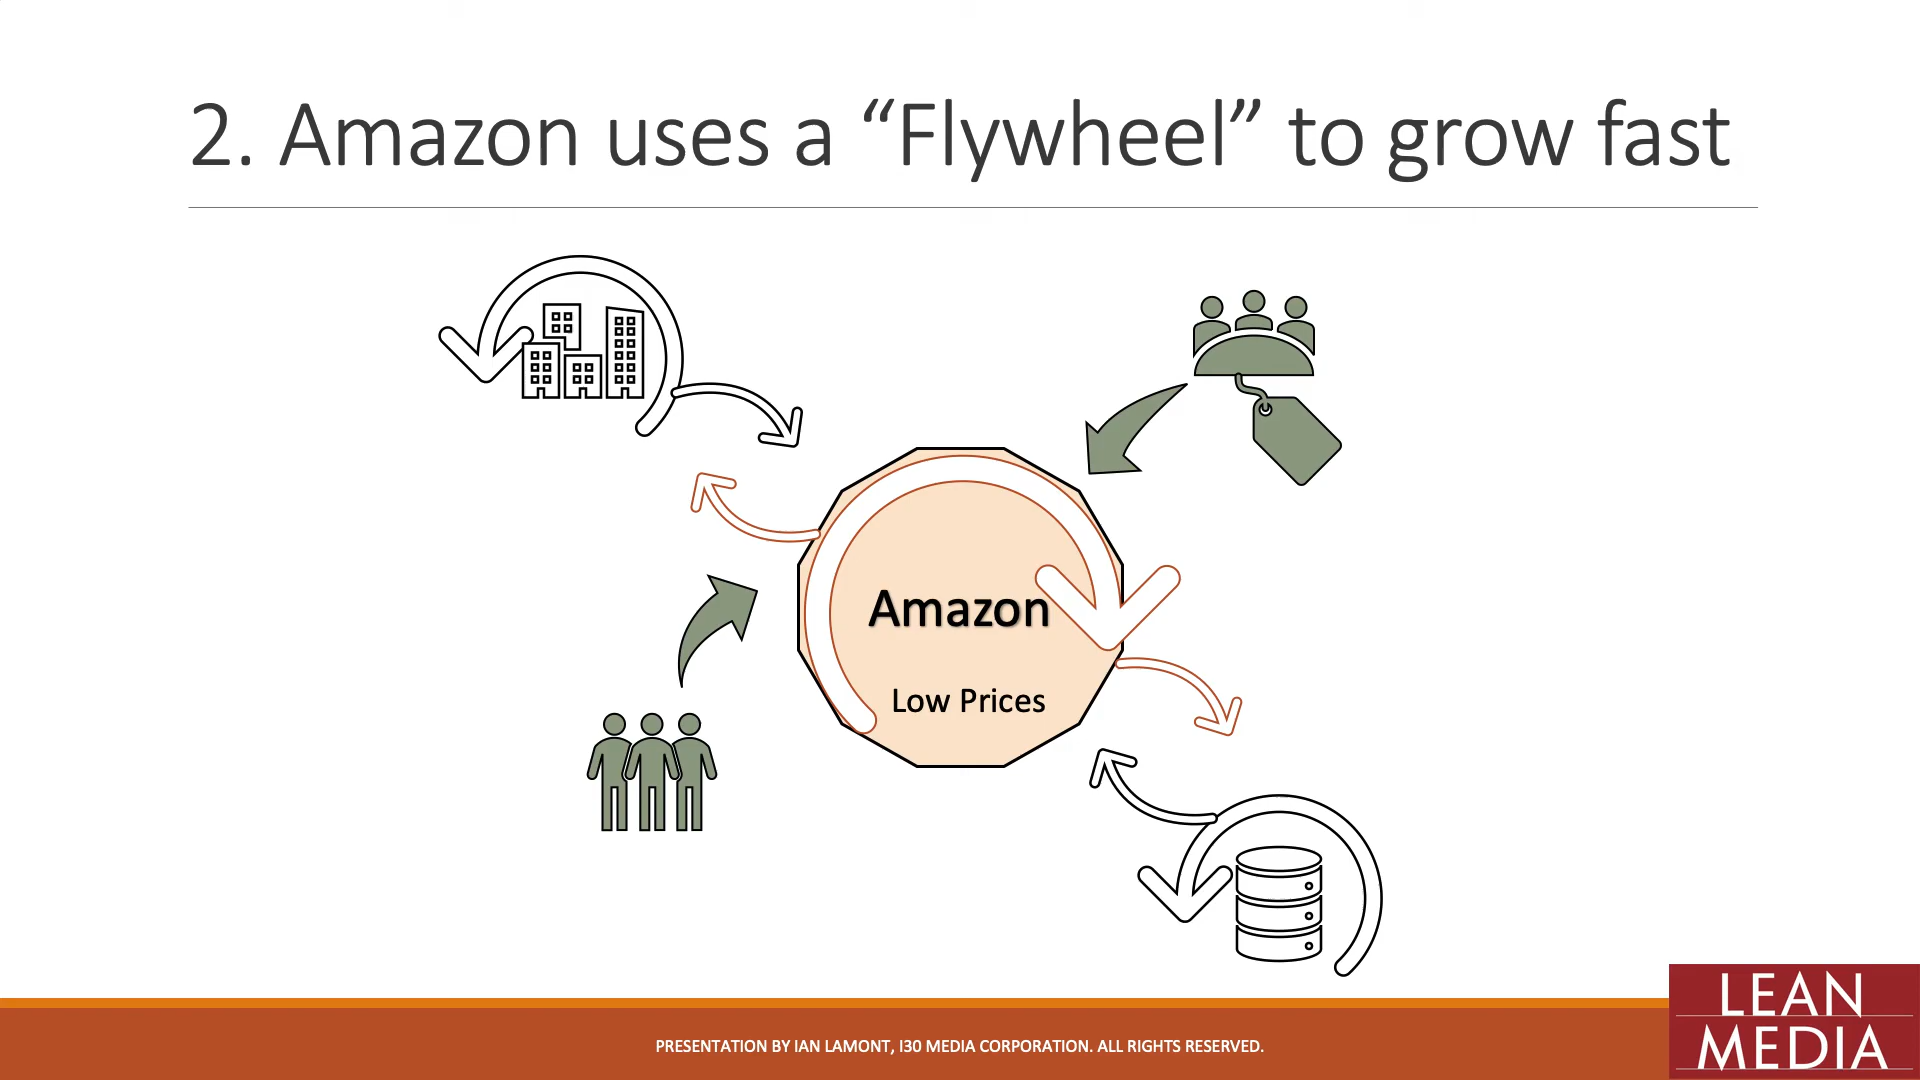 2. Amazon uses a “Flywheel” to grow fast
Amazon
Low Prices
PRESENTATION BY IAN LAMONT, I30 MEDIA CORPORATION. ALL RIGHTS RESERVED.
LEAN
MEDIA